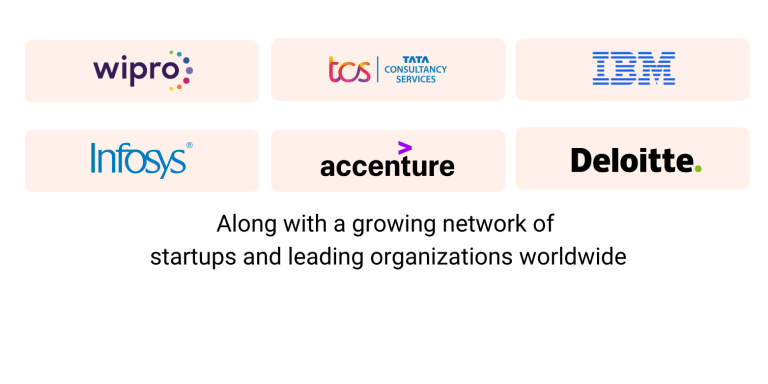 wipro
tcs
TATA
CONSULTANCY
SERVICES
IBM
Infosys®
accenture
Deloitte.
Along with a growing network of
startups and leading organizations worldwide